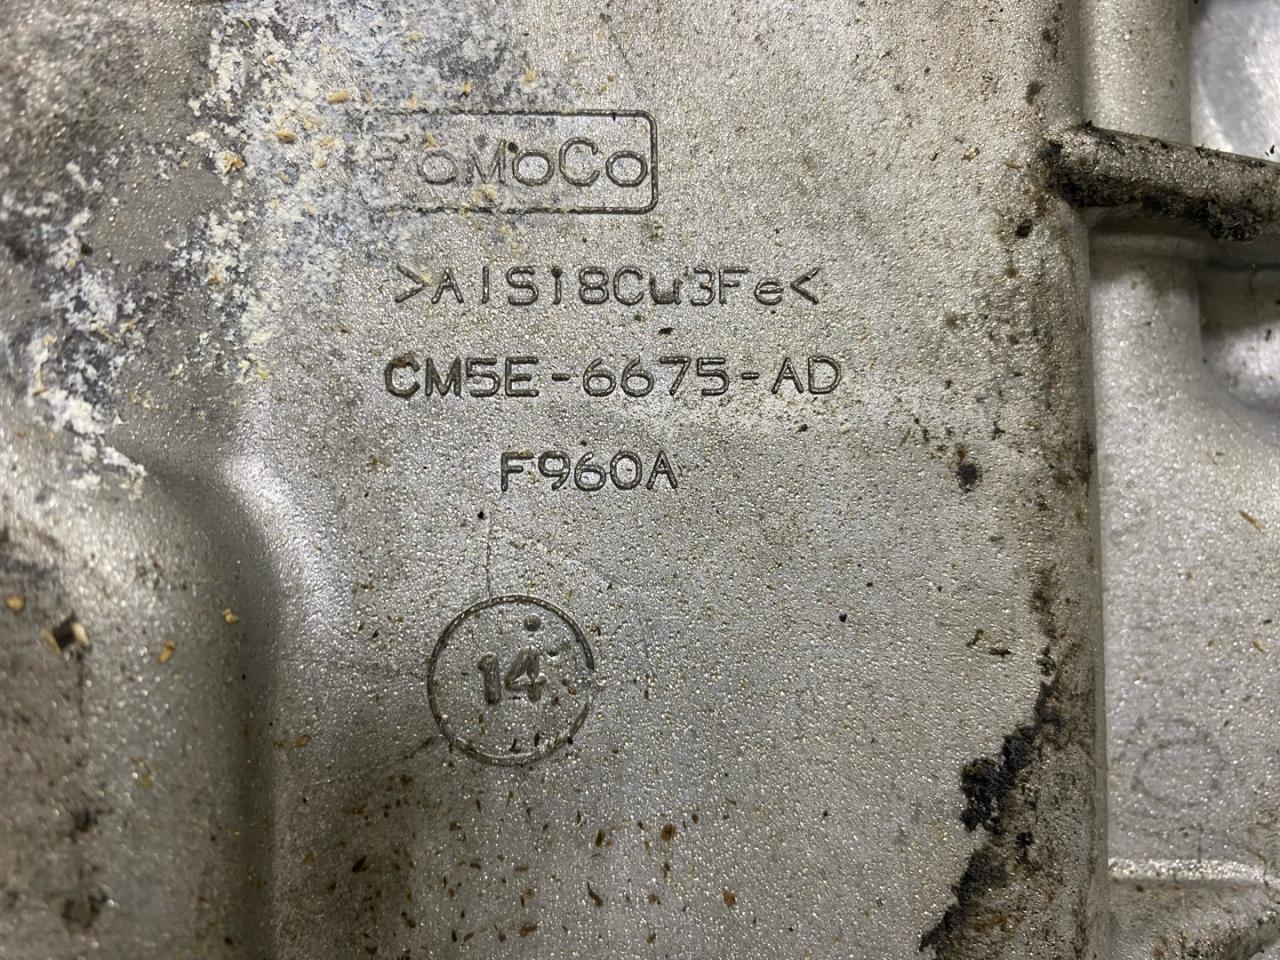 FoMoCo
>AlSi8Cu3Fe<
CM5E-6675-AD
F960A
14